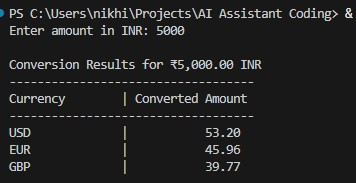 PS C:\Users\nikhi\Projects\AI Assistant Coding> &
Enter amount in INR: 5000
Conversion Results for ₹5,000.00 INR
-----------------------------------
Currency        | Converted Amount
-----------------------------------
USD             |            53.20
EUR             |            45.96
GBP             |            39.77